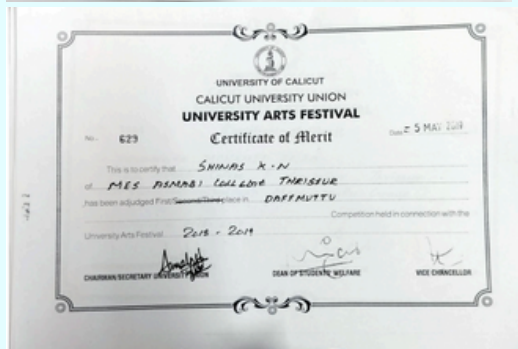 UNIVERSITY OF CALICUT
CALICUT UNIVERSITY UNION
UNIVERSITY ARTS FESTIVAL
No. 629 Certificate of Merit Date 5 MAY 2019
This is to certify that SHINAS K.N
of MES ASMABI COLLEGE THRISSUR
has been adjudged First/Second/Third place in DAFFMUTTU
Competition held in connection with the
University Arts Festival 2018 - 2019
CHAIRMAN/SECRETARY UNIVERSITY UNION DEAN OF STUDENTS' WELFARE VICE CHANCELLOR